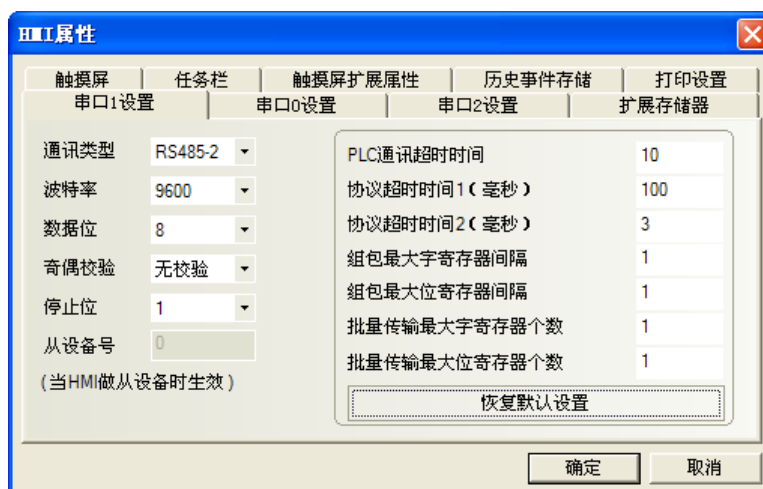 HMI属性
触摸屏 任务栏 触摸屏扩展属性 历史事件存储 打印设置
串口1设置 串口0设置 串口2设置 扩展存储器
通讯类型 RS485-2
波特率 9600
数据位 8
奇偶校验 无校验
停止位 1
从设备号 0
(当HMI做从设备时生效)
PLC通讯超时时间 10
协议超时时间1(毫秒) 100
协议超时时间2(毫秒) 3
组包最大字寄存器间隔 1
组包最大位寄存器间隔 1
批量传输最大字寄存器个数 1
批量传输最大位寄存器个数 1
恢复默认设置
确定 取消